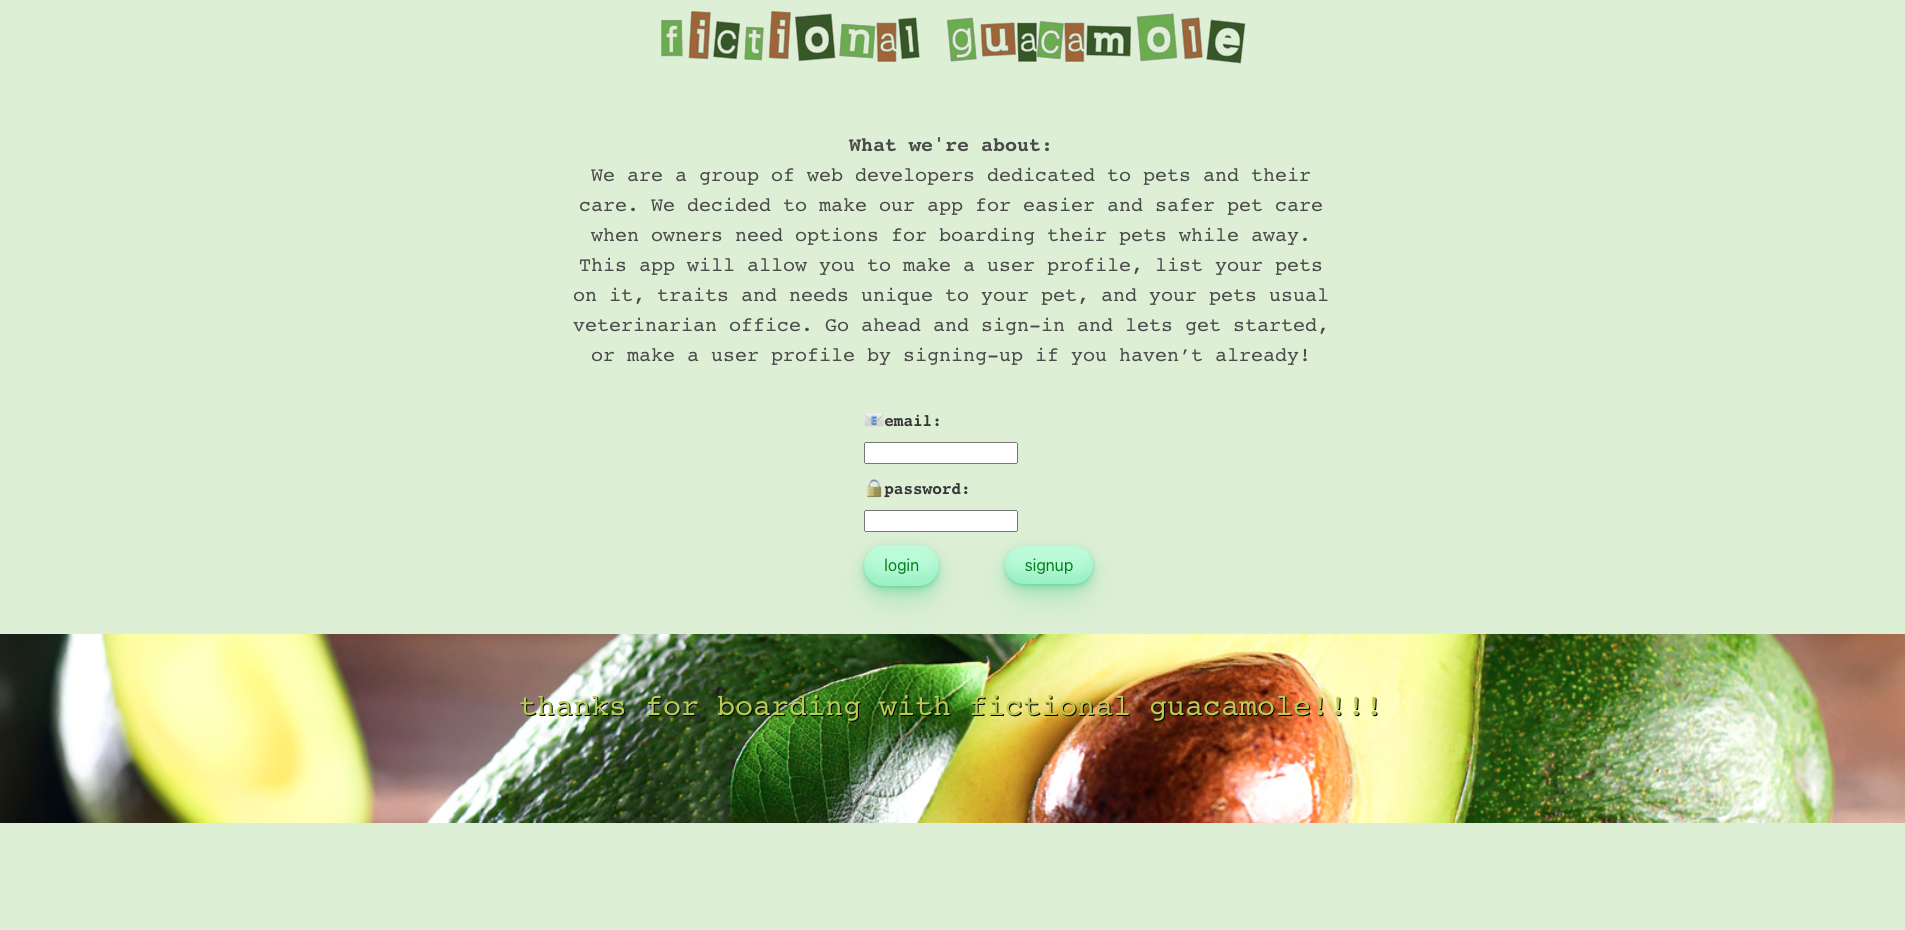 fictional guacamole
What we're about:
We are a group of web developers dedicated to pets and their
care. We decided to make our app for easier and safer pet care
when owners need options for boarding their pets while away.
This app will allow you to make a user profile, list your pets
on it, traits and needs unique to your pet, and your pets usual
veterinarian office. Go ahead and sign-in and lets get started,
or make a user profile by signing-up if you haven’t already!
📧email:
🔒password:
login signup
thanks for boarding with fictional guacamole!!!!